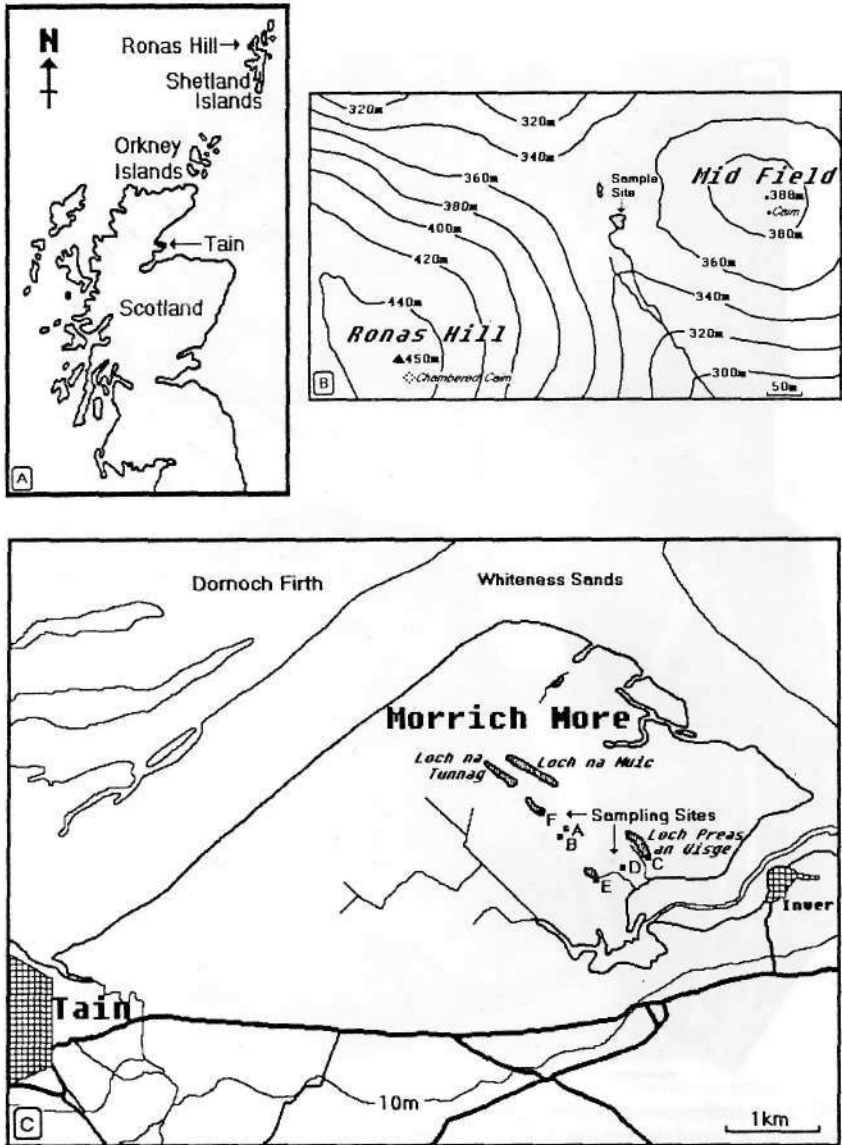 N
Ronas Hill
Shetland
Islands
Orkney
Islands
Tain
Scotland
A
320m
320m
340m
360m
380m
400m
420m
440m
Ronas Hill
450m
Chambered Cairn
Sample
Site
Mid Field
388m
Cairn
380m
360m
340m
320m
300m
50m
B
Dornoch Firth
Whiteness Sands
Morrich More
Loch na
Tunnag
Loch na Muic
F
Sampling Sites
A
B
Loch Preas
an Uisge
C
D
E
Inver
Tain
10m
1km
C